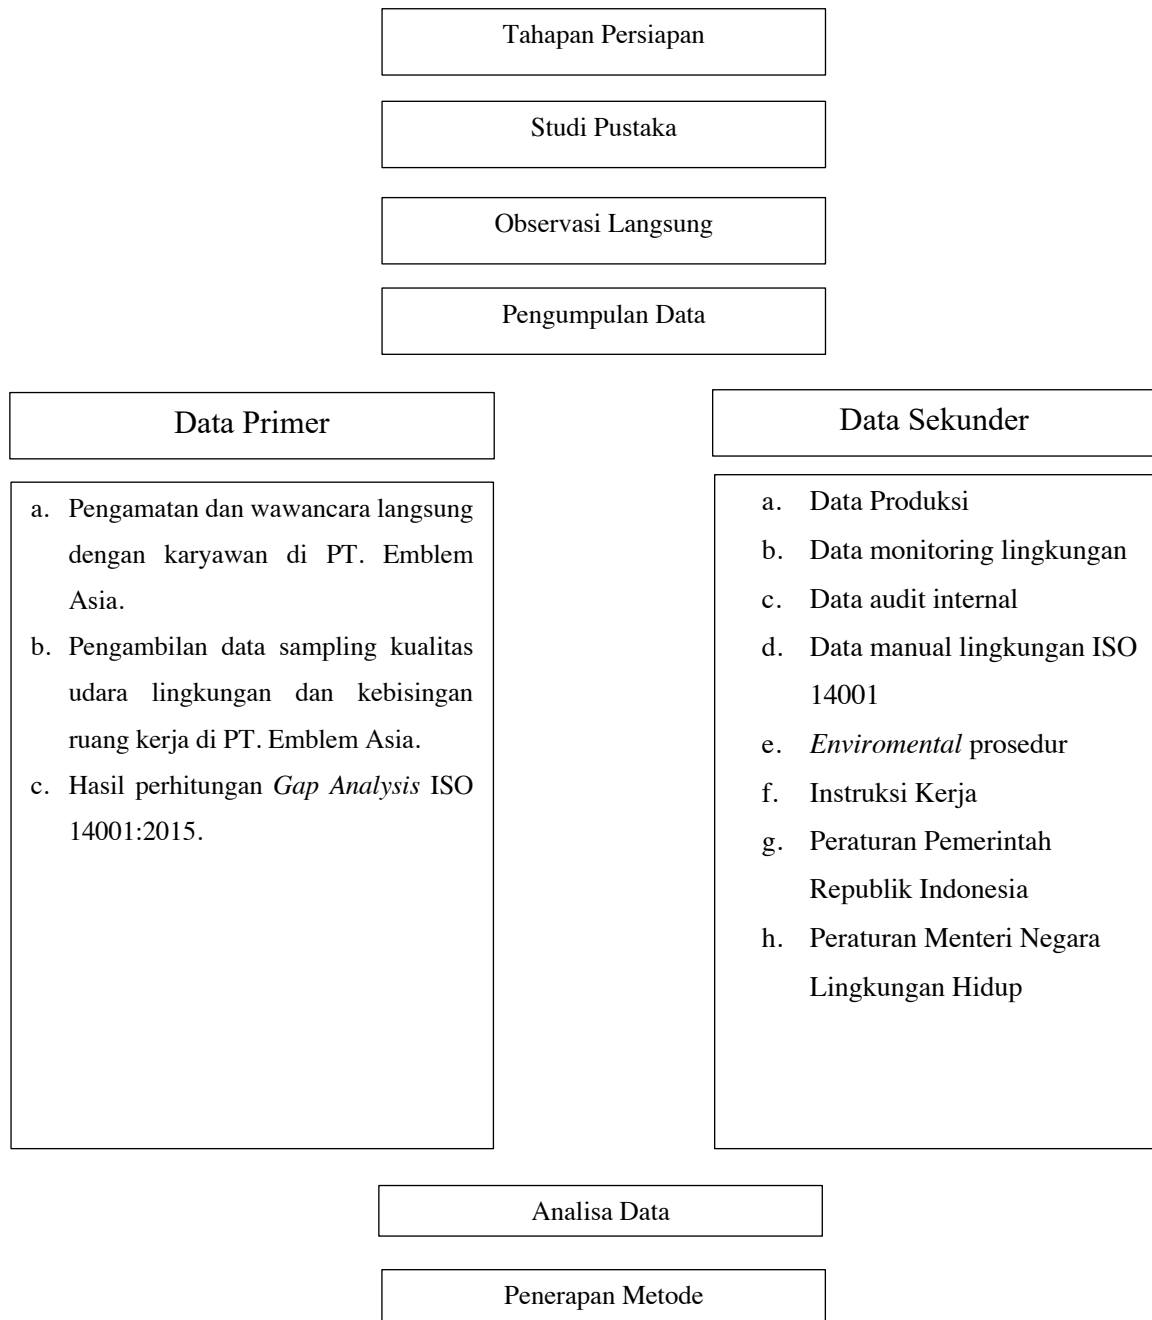 Tahapan Persiapan
Studi Pustaka
Observasi Langsung
Pengumpulan Data
Data Primer
a. Pengamatan dan wawancara langsung
dengan karyawan di PT. Emblem
Asia.
b. Pengambilan data sampling kualitas
udara lingkungan dan kebisingan
ruang kerja di PT. Emblem Asia.
c. Hasil perhitungan Gap Analysis ISO
14001:2015.
Data Sekunder
a. Data Produksi
b. Data monitoring lingkungan
c. Data audit internal
d. Data manual lingkungan ISO
14001
e. Enviromental prosedur
f. Instruksi Kerja
g. Peraturan Pemerintah
Republik Indonesia
h. Peraturan Menteri Negara
Lingkungan Hidup
Analisa Data
Penerapan Metode